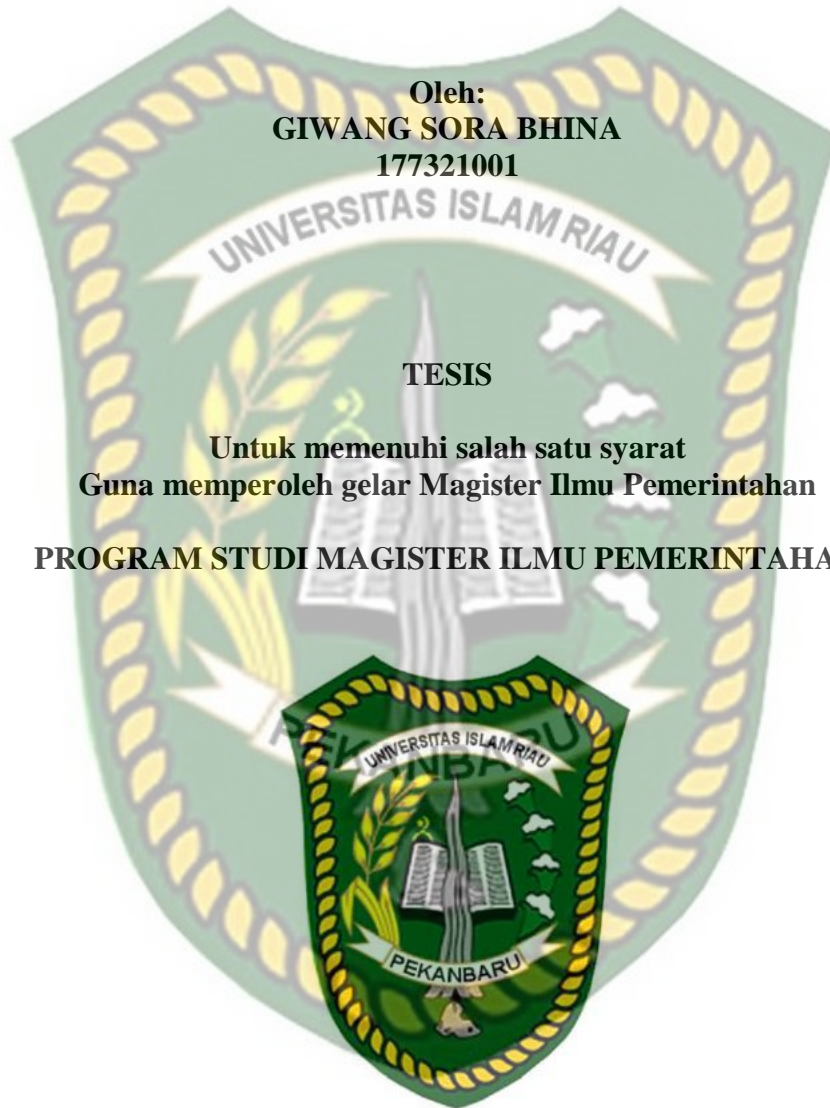 Oleh:
GIWANG SORA BHINA
177321001
UNIVERSITAS ISLAM RIAU
TESIS
Untuk memenuhi salah satu syarat
Guna memperoleh gelar Magister Ilmu Pemerintahan
PROGRAM STUDI MAGISTER ILMU PEMERINTAHA
PEKANBARU
UNIVERSITAS ISLAM RIAU
PEKANBARU